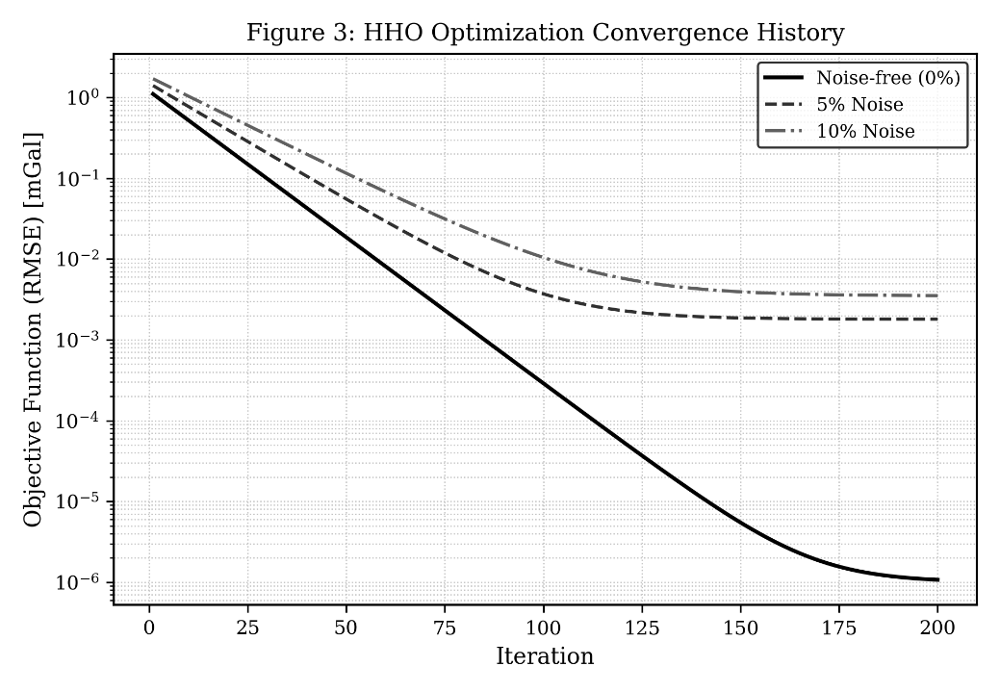 Figure 3: HHO Optimization Convergence History
Objective Function (RMSE) [mGal]
10⁰
10⁻¹
10⁻²
10⁻³
10⁻⁴
10⁻⁵
10⁻⁶
Noise-free (0%)
5% Noise
10% Noise
0 25 50 75 100 125 150 175 200
Iteration